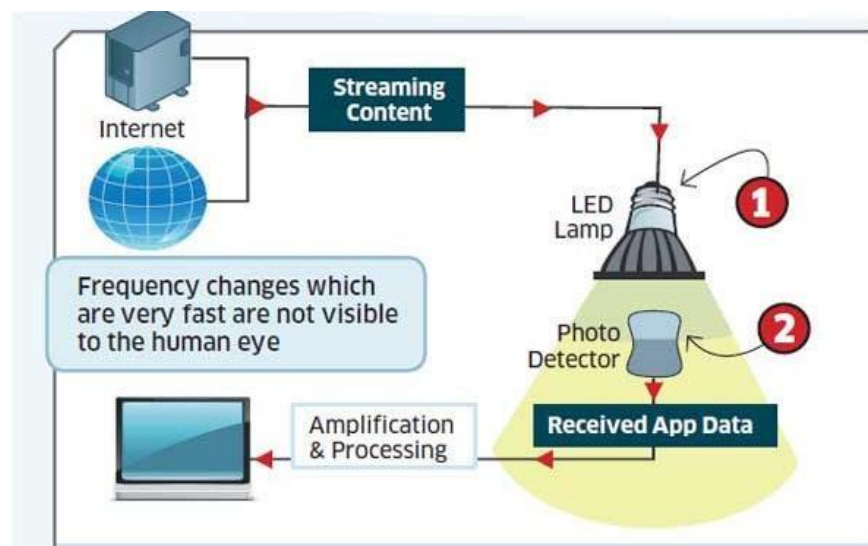 Internet
Streaming
Content
LED
Lamp
1
Frequency changes which
are very fast are not visible
to the human eye
Photo
Detector
2
Received App Data
Amplification
& Processing